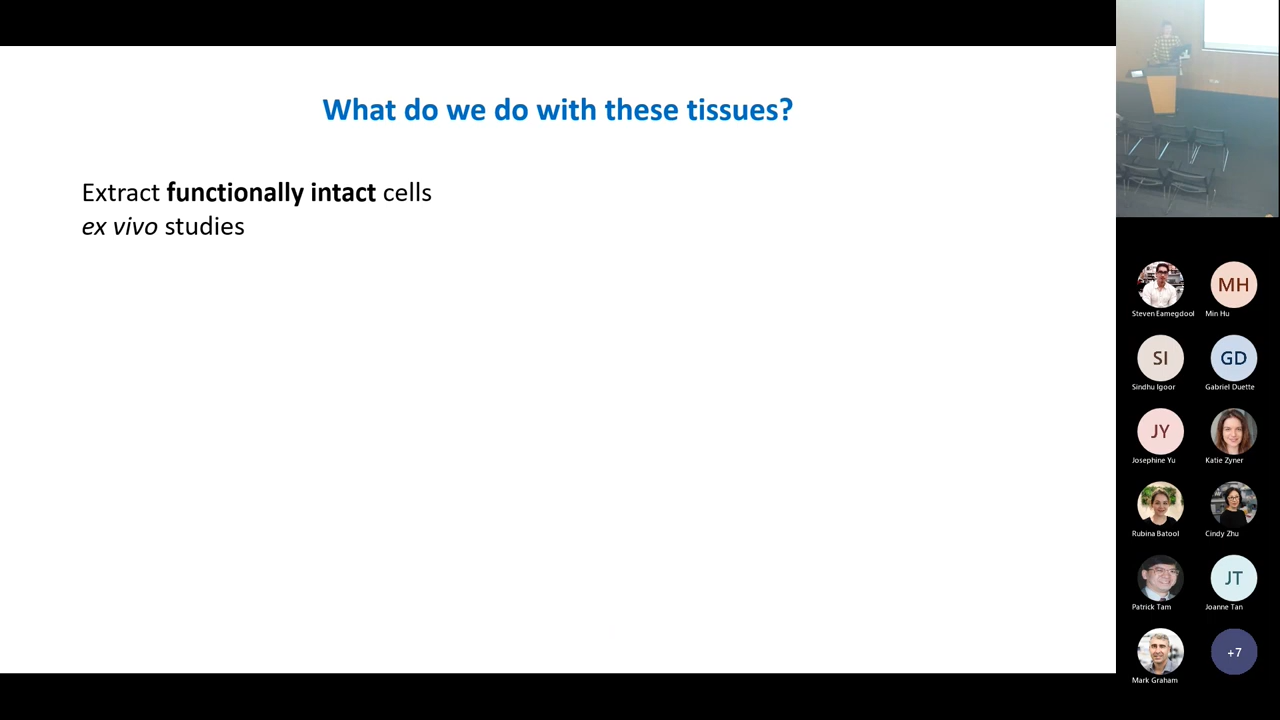 What do we do with these tissues?
Extract functionally intact cells
ex vivo studies
MH
Steven Eamegdool
Min Hu
SI
GD
Sindhu Igoor
Gabriel Duette
JY
Josephine Yu
Katie Zyner
Rubina Batool
Cindy Zhu
JT
Patrick Tam
Joanne Tan
+7
Mark Graham